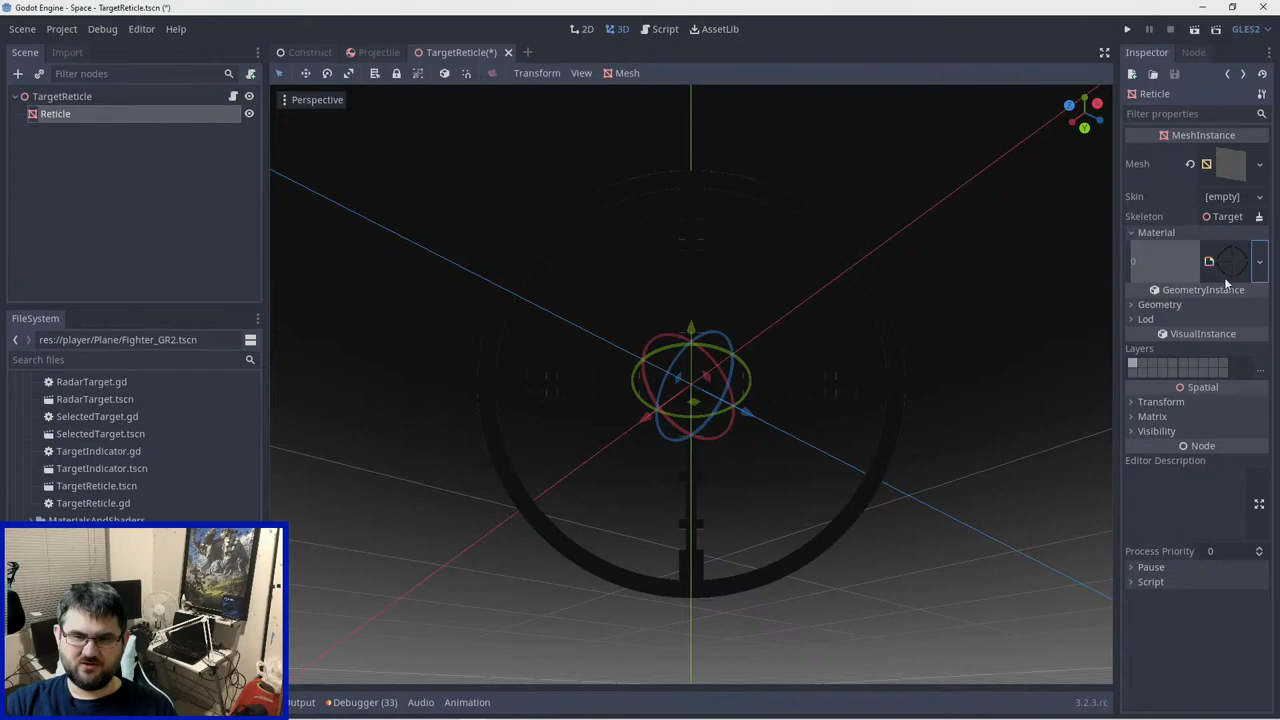 Godot Engine - Space - TargetReticle.tscn (*)
Scene Project Debug Editor Help
2D 3D Script AssetLib
GLES2
Scene Import
Filter nodes
TargetReticle
Reticle
FileSystem
res://player/Plane/Fighter_GR2.tscn
Search files
RadarTarget.gd
RadarTarget.tscn
SelectedTarget.gd
SelectedTarget.tscn
TargetIndicator.gd
TargetIndicator.tscn
TargetReticle.tscn
TargetReticle.gd
MaterialsAndShaders
Construct Projectile TargetReticle(*)
Transform View Mesh
Perspective
Z X Y
utput Debugger (33) Audio Animation
3.2.3.rc
Inspector Node
Reticle
Filter properties
MeshInstance
Mesh
Skin [empty]
Skeleton Target
Material
0
GeometryInstance
Geometry
Lod
VisualInstance
Layers
Spatial
Transform
Matrix
Visibility
Node
Editor Description
Process Priority 0
Pause
Script